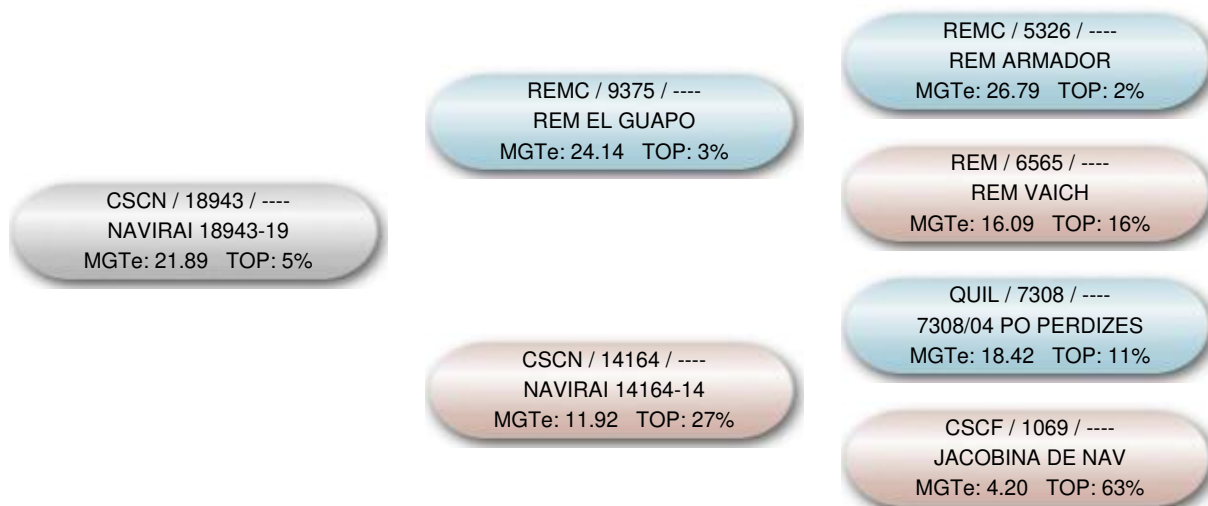 CSCN / 18943 / ----
NAVIRAI 18943-19
MGTe: 21.89 TOP: 5%
REMC / 9375 / ----
REM EL GUAPO
MGTe: 24.14 TOP: 3%
CSCN / 14164 / ----
NAVIRAI 14164-14
MGTe: 11.92 TOP: 27%
REMC / 5326 / ----
REM ARMADOR
MGTe: 26.79 TOP: 2%
REM / 6565 / ----
REM VAICH
MGTe: 16.09 TOP: 16%
QUIL / 7308 / ----
7308/04 PO PERDIZES
MGTe: 18.42 TOP: 11%
CSCF / 1069 / ----
JACOBINA DE NAV
MGTe: 4.20 TOP: 63%